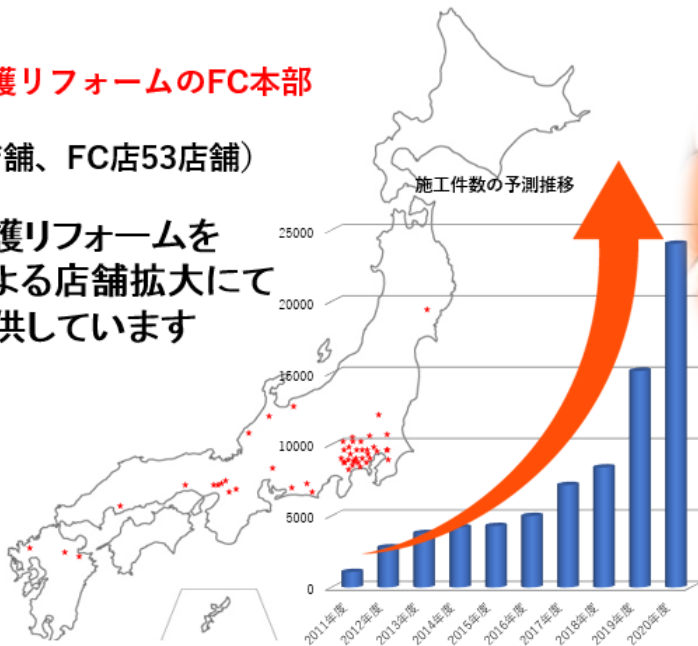 護リフォームのFC本部
店舗、FC店53店舗）
護リフォームを
よる店舗拡大にて
供しています
施工件数の予測推移
25000
20000
15000
10000
5000
0
2011年度
2012年度
2013年度
2014年度
2015年度
2016年度
2017年度
2018年度
2019年度
2020年度